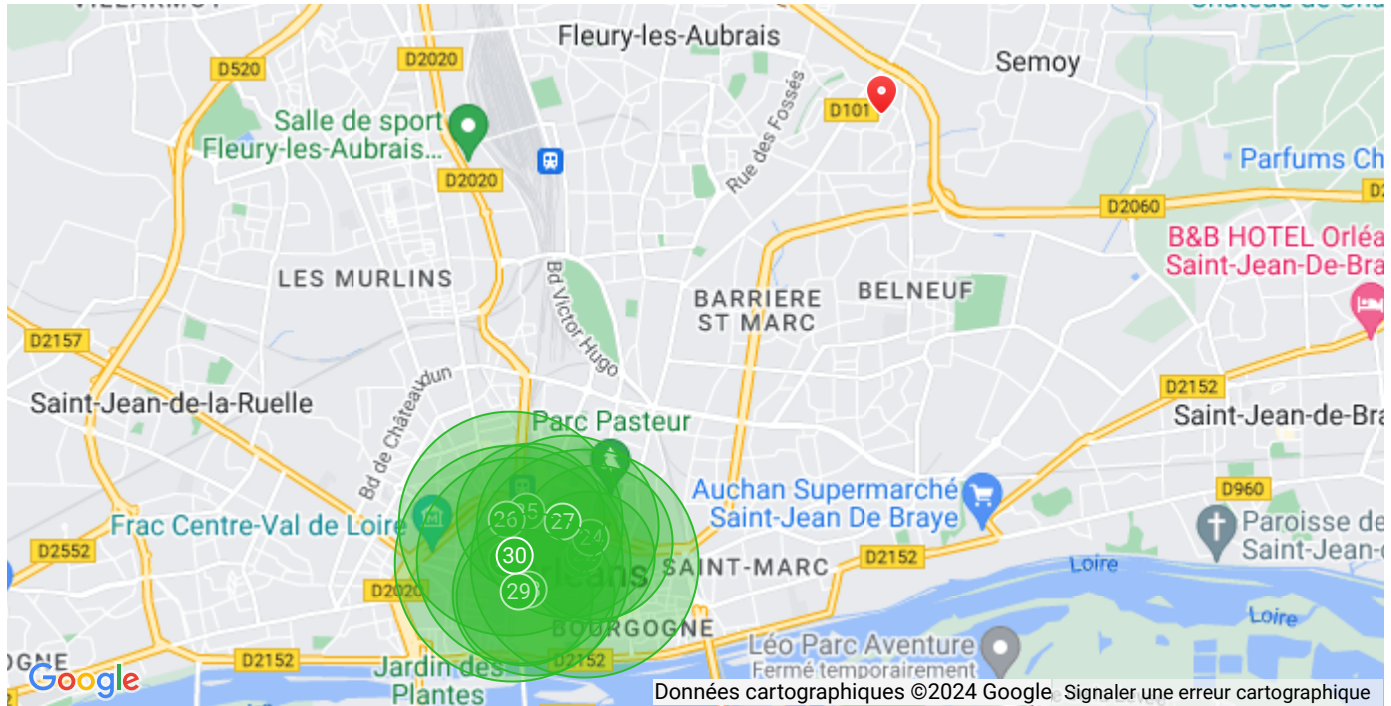 Fleury-les-Aubrais
Semoy
D520
D2020
D101
Salle de sport
Fleury-les-Aubrais…
Rue des Fossés
D2020
Parfums Ch
D2060
B&B HOTEL Orléa
Saint-Jean-De-Bra
LES MURLINS
Bd Victor Hugo
BARRIERE
ST MARC
BELNEUF
D2157
D2152
Saint-Jean-de-la-Ruelle
Bd de Châteaudun
Saint-Jean-de-Bra
Parc Pasteur
Auchan Supermarché
Saint-Jean De Braye
D960
Frac Centre-Val de Loire
26
27
24
Paroisse de
Saint-Jean-
D2552
30
SAINT-MARC
D2152
Loire
D2020
29
Loire
BOURGOGNE
D2152
D2152
Léo Parc Aventure
Fermé temporairement
Jardin des
Plantes
Google
Données cartographiques ©2024 Google
Signaler une erreur cartographique